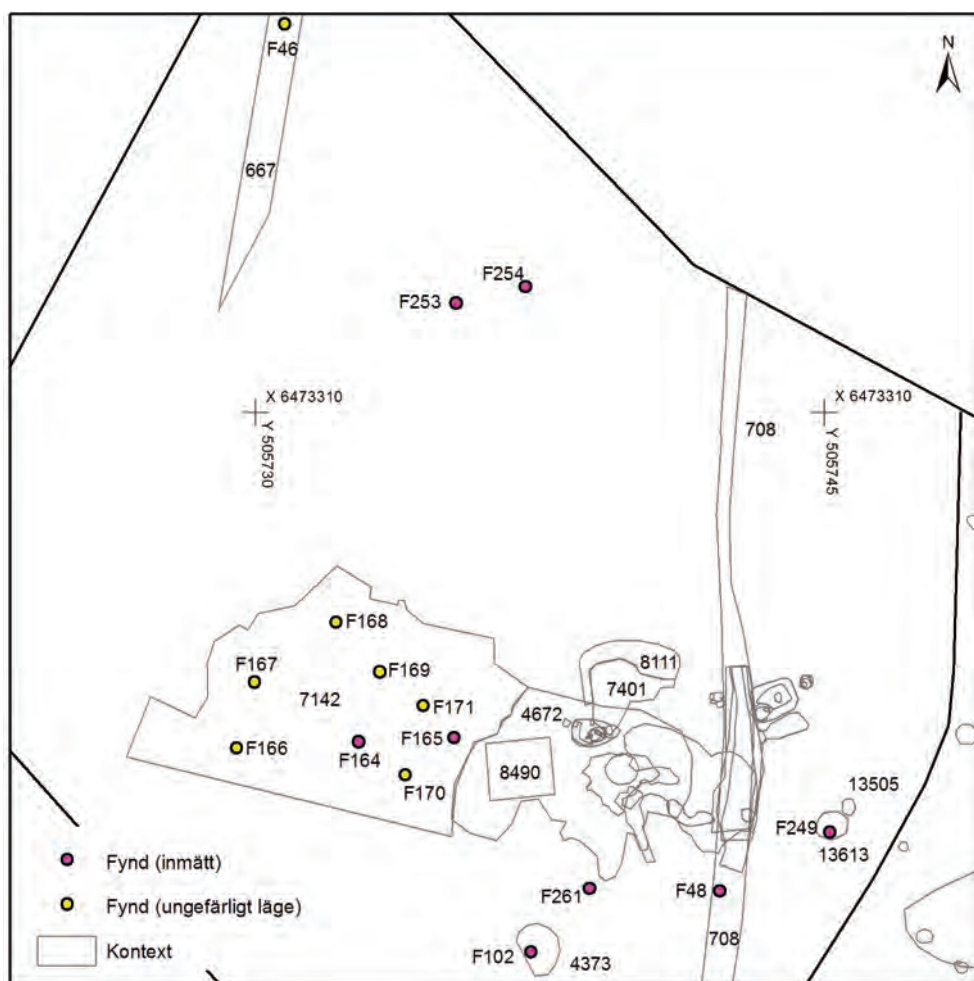 F46
N
667
F254
F253
X 6473310
Y 505730
X 6473310
Y 505745
708
F168
F167
F169
7142
F171
F166
F164
F165
F170
8111
7401
4672
8490
13505
F249
13613
F261
F48
F102
4373
708
Fynd (inmätt)
Fynd (ungefärligt läge)
Kontext